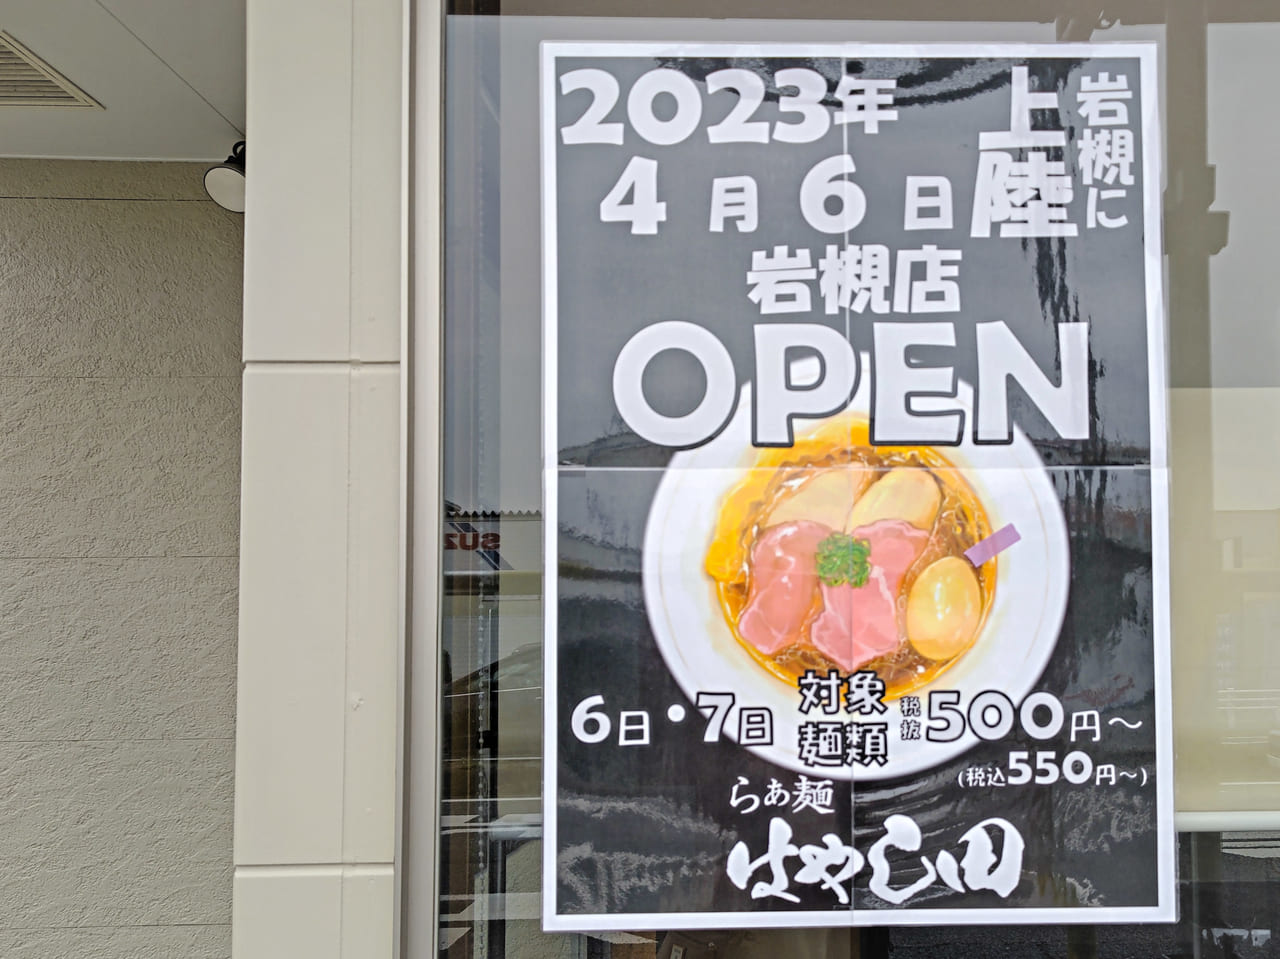 岩槻に
上陸
2023年
4月6日
岩槻店
OPEN
6日・7日
対象
麺類
税抜
500円～
(税込550円～)
らぁ麺
はやし田